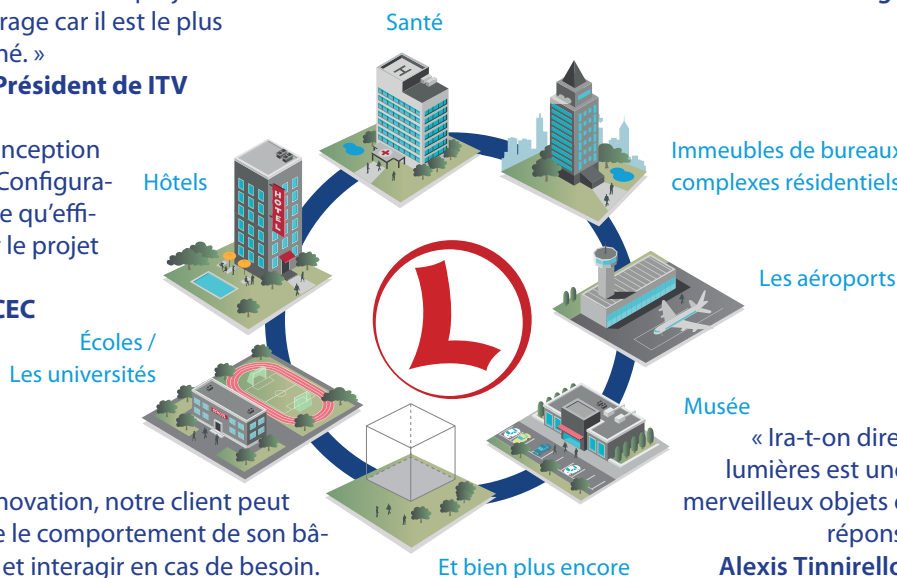 rage car il est le plus
né. »
Président de ITV
nception
Configura-
e qu'effi-
r le projet
CEC
Santé
Hôtels
HOTEL
H
Immeubles de bureaux
complexes résidentiels
Les aéroports
L
Écoles /
Les universités
Musée
« Ira-t-on dire
lumières est une
merveilleux objets
répons
Alexis Tinnirello
novation, notre client peut
e le comportement de son bâ-
et interagir en cas de besoin.
Et bien plus encore